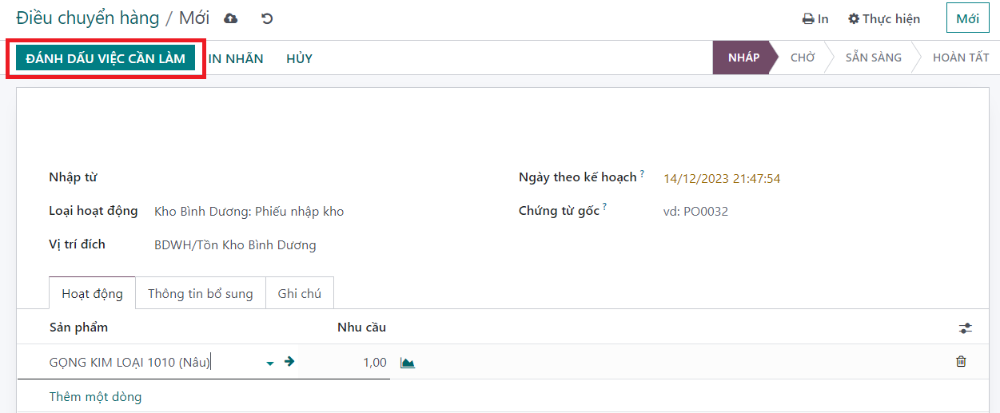 Điều chuyển hàng / Mới
In Thực hiện Mới
ĐÁNH DẤU VIỆC CẦN LÀM IN NHÃN HỦY
NHÁP CHỜ SẴN SÀNG HOÀN TẤT
Nhập từ
Ngày theo kế hoạch ? 14/12/2023 21:47:54
Loại hoạt động Kho Bình Dương: Phiếu nhập kho
Chứng từ gốc ? vd: PO0032
Vị trí đích BDWH/Tồn Kho Bình Dương
Hoạt động Thông tin bổ sung Ghi chú
Sản phẩm Nhu cầu
GỌNG KIM LOẠI 1010 (Nâu) 1,00
Thêm một dòng